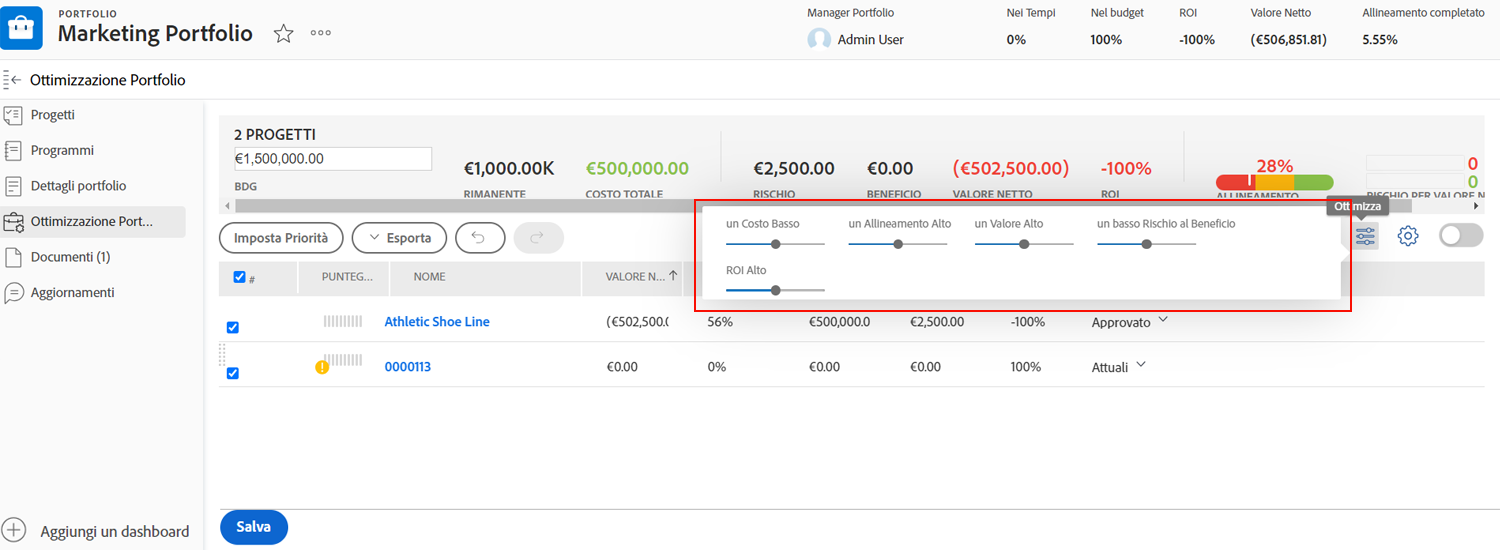 PORTFOLIO
Marketing Portfolio
Manager Portfolio
Admin User
Nei Tempi
0%
Nel budget
100%
ROI
-100%
Valore Netto
(€506,851.81)
Allineamento completato
5.55%
Ottimizzazione Portfolio
Progetti
Programmi
Dettagli portfolio
Ottimizzazione Port...
Documenti (1)
Aggiornamenti
Aggiungi un dashboard
2 PROGETTI
€1,500,000.00
BDG
€1,000.00K
RIMANENTE
€500,000.00
COSTO TOTALE
€2,500.00
RISCHIO
€0.00
BENEFICIO
(€502,500.00)
VALORE NETTO
-100%
ROI
28%
ALLINEAMENTO
0
0
RISCHIO PER VALORE N
Ottimizza
Imposta Priorità
Esporta
un Costo Basso
un Allineamento Alto
un Valore Alto
un basso Rischio al Beneficio
ROI Alto
# PUNTEG... NOME VALORE N...
Athletic Shoe Line (€502,500.0 56% €500,000.0 €2,500.00 -100% Approvato
0000113 €0.00 0% €0.00 €0.00 100% Attuali
Salva